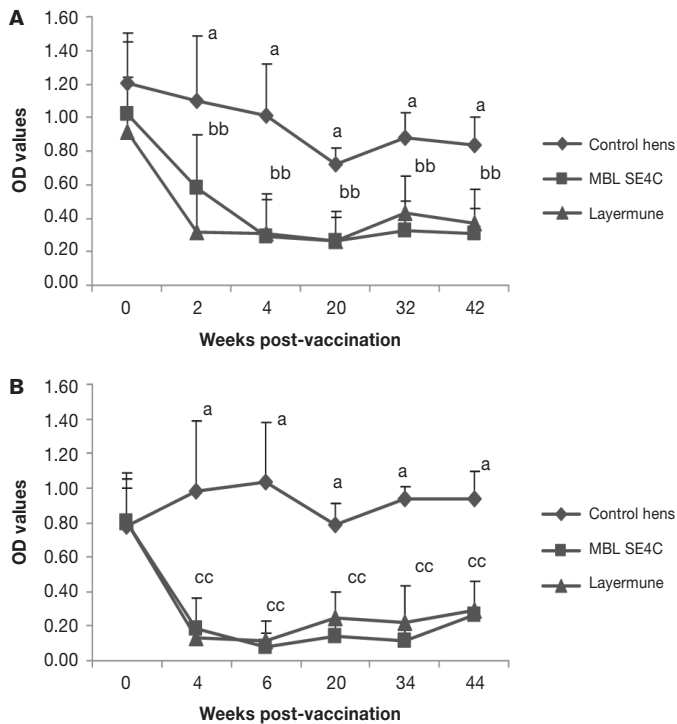 A
1.60
1.40
1.20
1.00
0.80
0.60
0.40
0.20
0.00
OD values
a
a
a
a
a
bb
bb
bb
bb
bb
0 2 4 20 32 42
Weeks post-vaccination
Control hens
MBL SE4C
Layermune
B
1.60
1.40
1.20
1.00
0.80
0.60
0.40
0.20
0.00
OD values
a
a
a
a
a
cc
cc
cc
cc
cc
0 4 6 20 34 44
Weeks post-vaccination
Control hens
MBL SE4C
Layermune